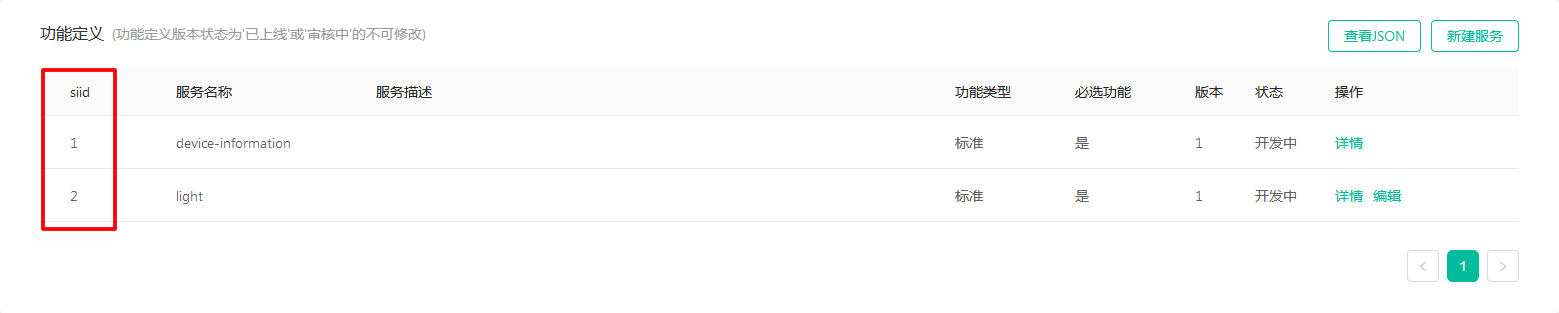 功能定义 (功能定义版本状态为'已上线'或'审核中'的不可修改) 查看JSON 新建服务
siid 服务名称 服务描述 功能类型 必选功能 版本 状态 操作
1 device-information 标准 是 1 开发中 详情
2 light 标准 是 1 开发中 详情 编辑
< 1 >